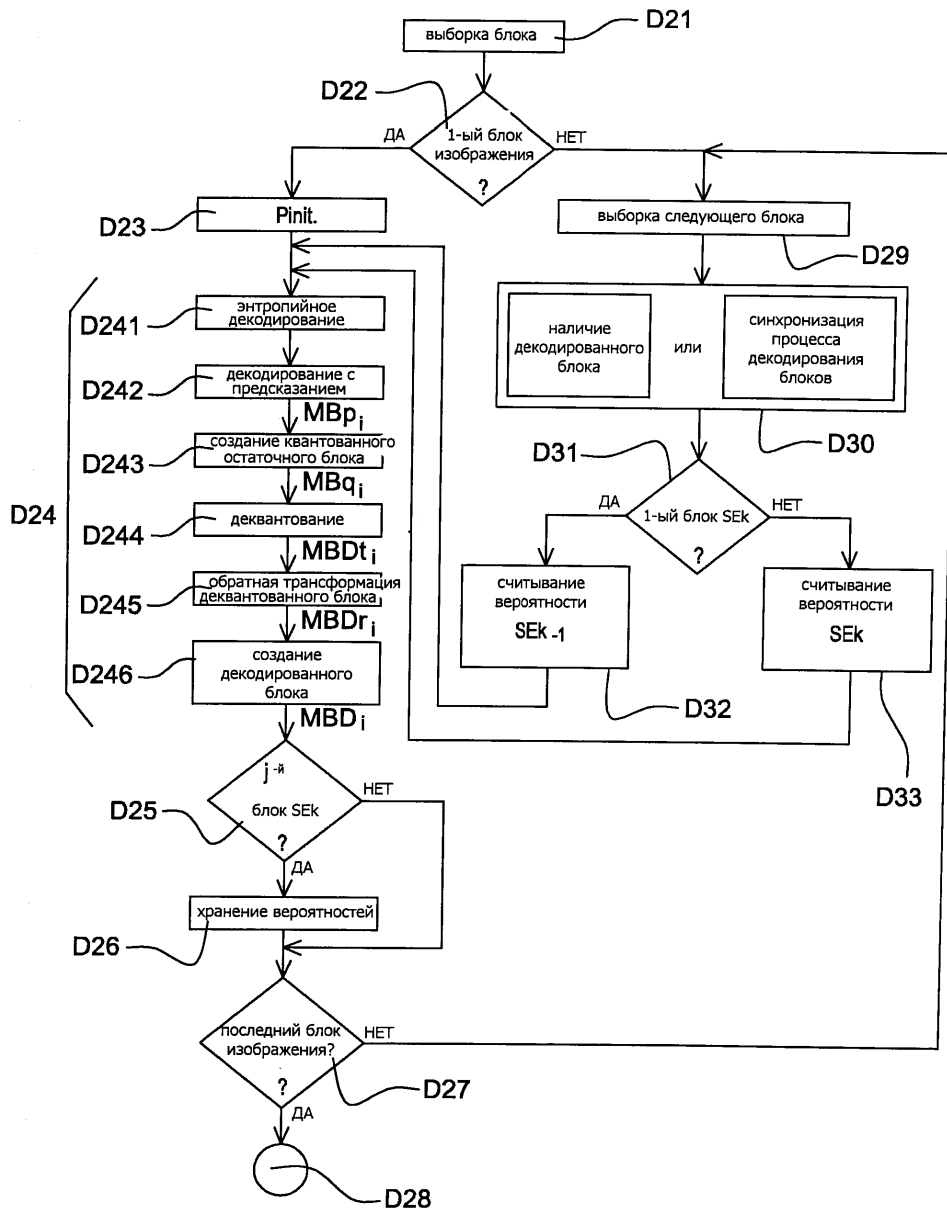 D21
выборка блока
D22
ДА
1-ый блок
изображения
?
НЕТ
D23
Pinit.
выборка следующего блока
D29
D24
D241
энтропийное
декодирование
D242
декодирование с
предсказанием
MBp i
D243
создание квантованного
остаточного блока
MBq i
D244
деквантование
MBDt i
D245
обратная трансформация
деквантованного блока
MBDr i
D246
создание
декодированного
блока
MBD i
наличие
декодированного
блока
или
синхронизация
процесса
декодирования
блоков
D30
D31
ДА
1-ый блок SEk
?
НЕТ
считывание
вероятности
SEk -1
D32
считывание
вероятности
SEk
D33
D25
j -й
блок SEk
?
НЕТ
ДА
хранение вероятностей
D26
последний блок
изображения?
?
НЕТ
D27
ДА
D28